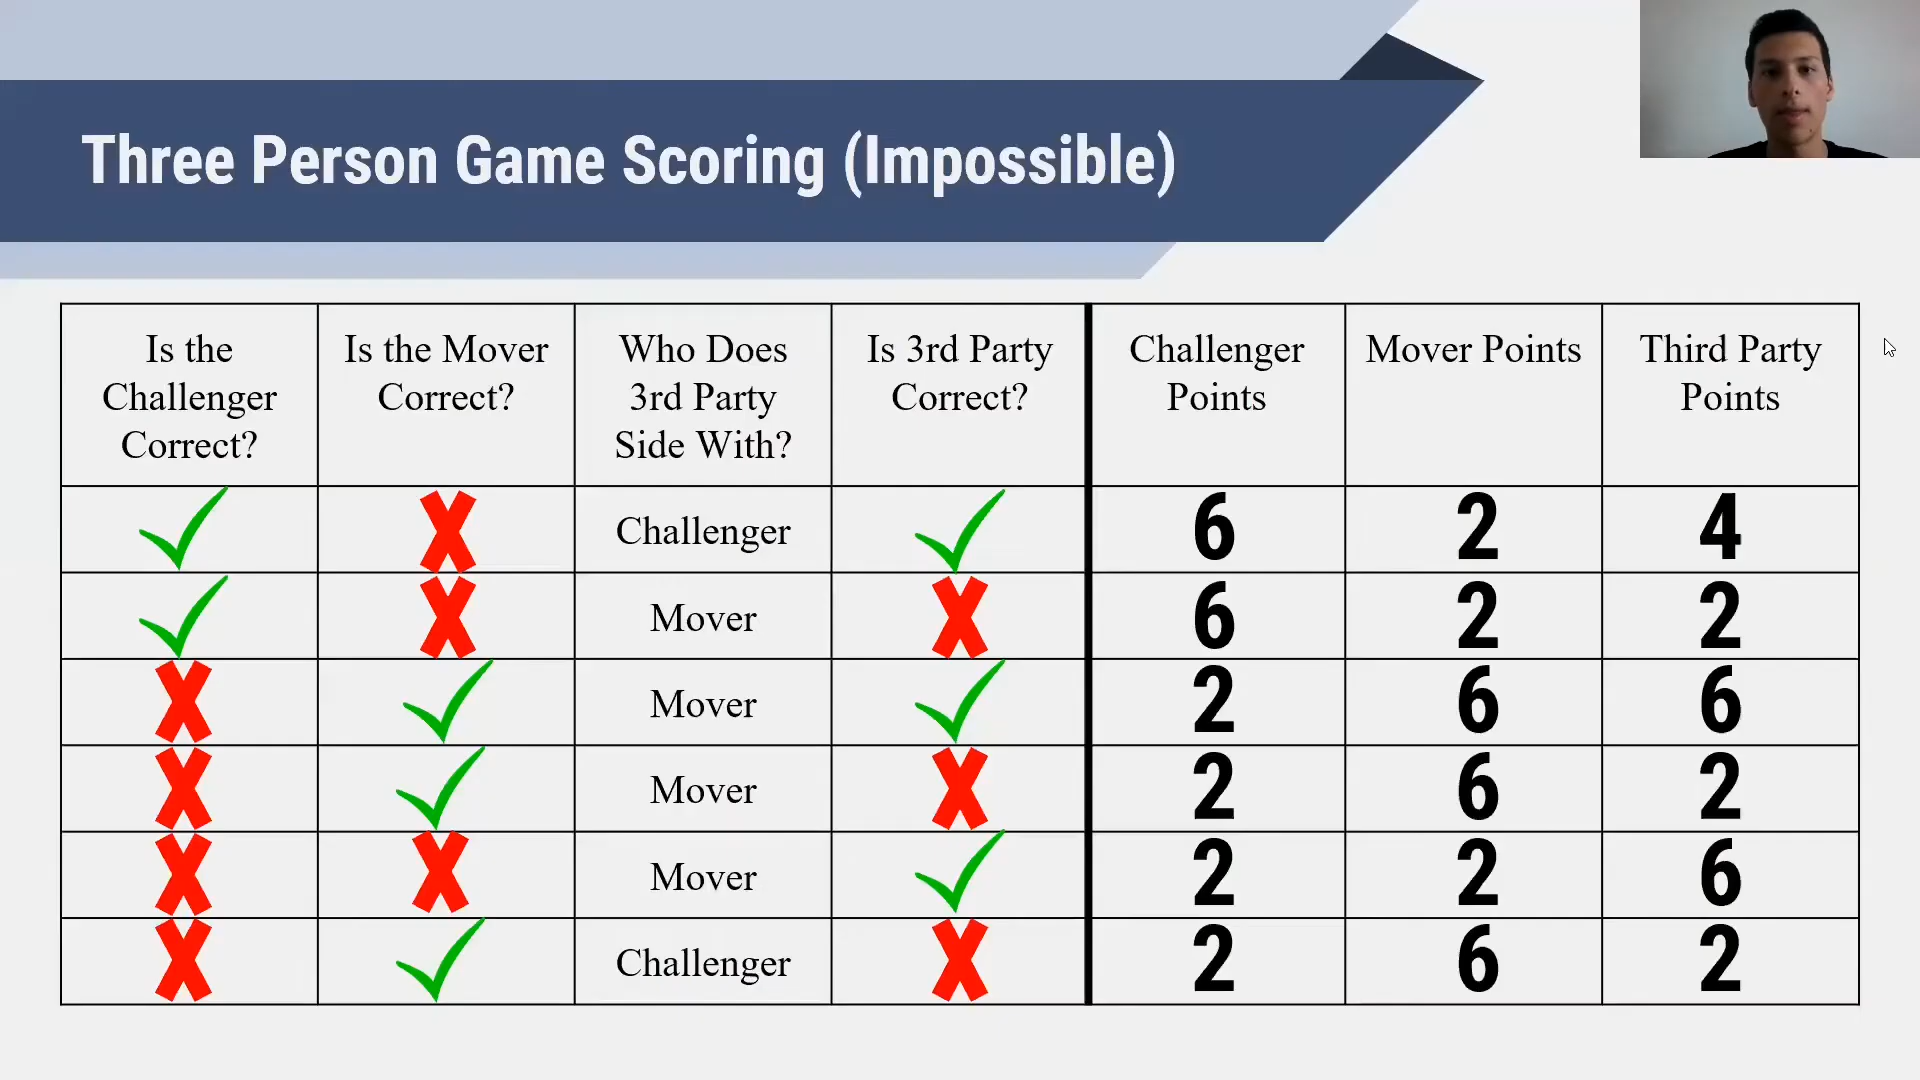 Three Person Game Scoring (Impossible)
Is the
Challenger
Correct?
Is the Mover
Correct?
Who Does
3rd Party
Side With?
Is 3rd Party
Correct?
Challenger
Points
Mover Points
Third Party
Points
Challenger 6 2 4
Mover 6 2 2
Mover 2 6 6
Mover 2 6 2
Mover 2 2 6
Challenger 2 6 2